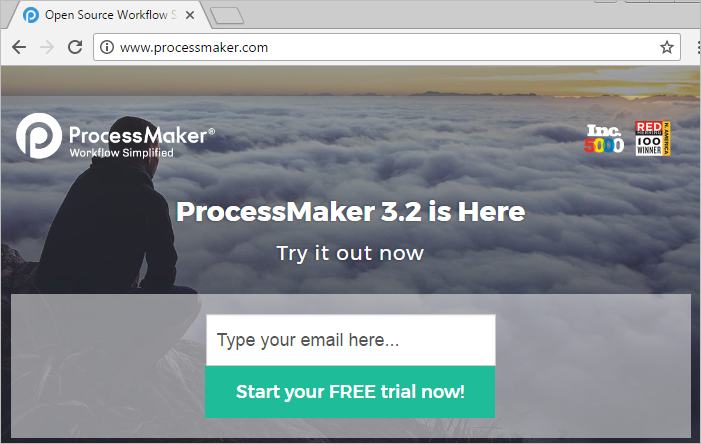 Open Source Workflow S
www.processmaker.com
ProcessMaker®
Workflow Simplified
Inc.
5000
RED HERRING
100
WINNER
N. AMERICA
ProcessMaker 3.2 is Here
Try it out now
Type your email here...
Start your FREE trial now!